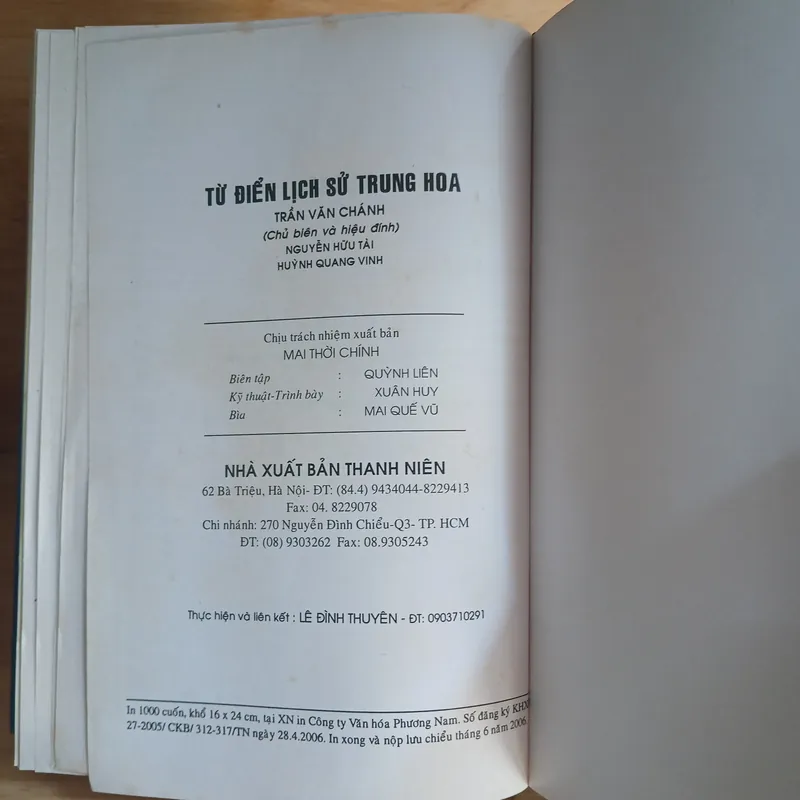 TỪ ĐIỂN LỊCH SỬ TRUNG HOA
TRẦN VĂN CHÁNH
(Chủ biên và hiệu đính)
NGUYỄN HỮU TÀI
HUỲNH QUANG VINH
Chịu trách nhiệm xuất bản
MAI THỜI CHÍNH
Biên tập : QUỲNH LIÊN
Kỹ thuật-Trình bày : XUÂN HUY
Bìa : MAI QUẾ VŨ
NHÀ XUẤT BẢN THANH NIÊN
62 Bà Triệu, Hà Nội- ĐT: (84.4) 9434044-8229413
Fax: 04. 8229078
Chi nhánh: 270 Nguyễn Đình Chiểu-Q3- TP. HCM
ĐT: (08) 9303262 Fax: 08.9305243
Thực hiện và liên kết : LÊ ĐÌNH THUYÊN - ĐT: 0903710291
In 1000 cuốn, khổ 16 x 24 cm, tại XN in Công ty Văn hóa Phương Nam. Số đăng ký KHX
27-2005/ CKB/ 312-317/TN ngày 28.4.2006. In xong và nộp lưu chiểu tháng 6 năm 2006.